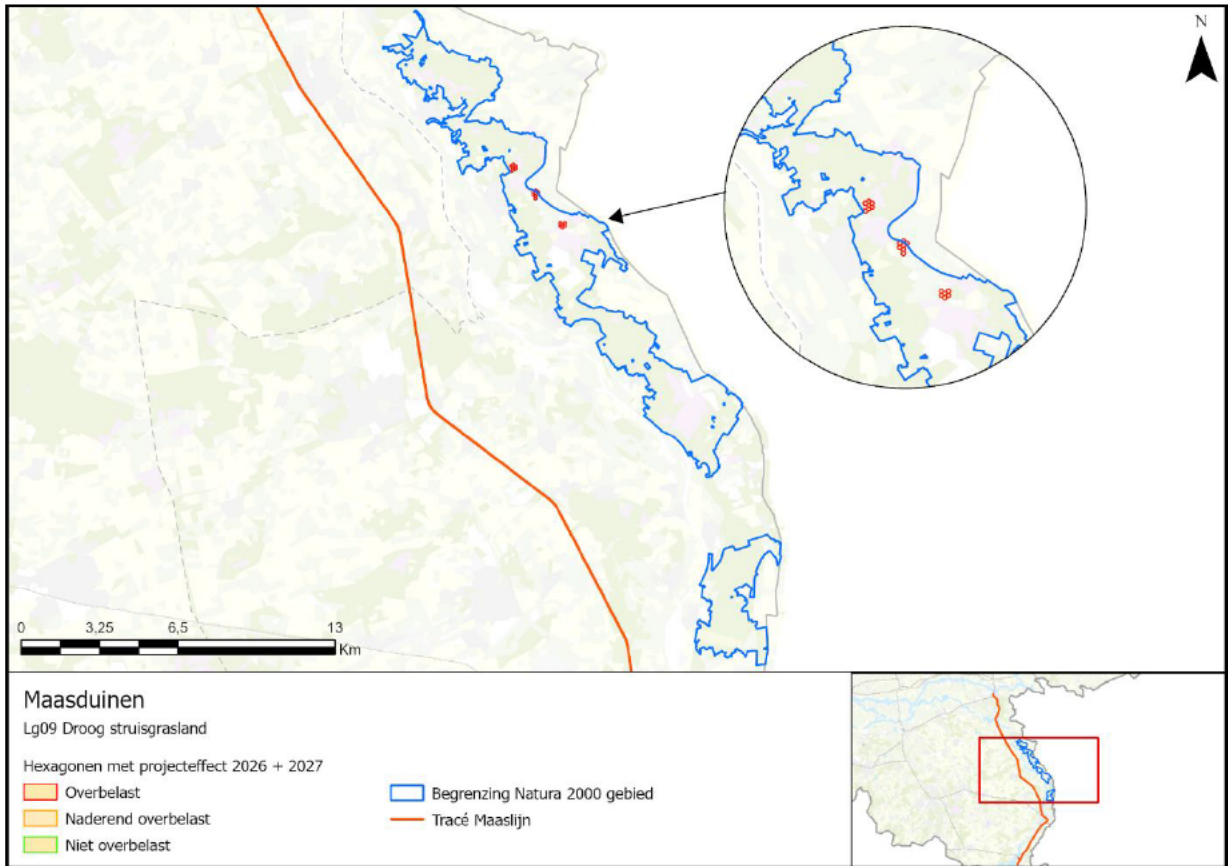 N
0 3,25 6,5 13
Km
Maasduinen
Lg09 Droog struisgrasland
Hexagonen met projecteffect 2026 + 2027
Overbelast
Naderend overbelast
Niet overbelast
Begrenzing Natura 2000 gebied
Tracé Maaslijn